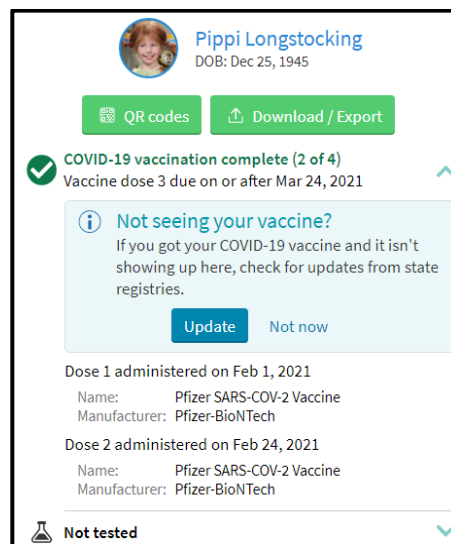 Pippi Longstocking
DOB: Dec 25, 1945
QR codes
Download / Export
COVID-19 vaccination complete (2 of 4)
Vaccine dose 3 due on or after Mar 24, 2021
Not seeing your vaccine?
If you got your COVID-19 vaccine and it isn't
showing up here, check for updates from state
registries.
Update
Not now
Dose 1 administered on Feb 1, 2021
Name: Pfizer SARS-COV-2 Vaccine
Manufacturer: Pfizer-BioNTech
Dose 2 administered on Feb 24, 2021
Name: Pfizer SARS-COV-2 Vaccine
Manufacturer: Pfizer-BioNTech
Not tested